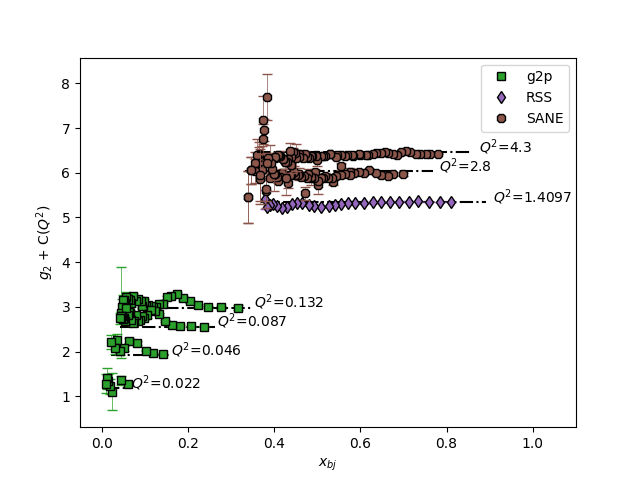 g2p
RSS
SANE
8
7
6
5
4
3
2
1
g₂ + C(Q²)
Q²=4.3
Q²=2.8
Q²=1.4097
Q²=0.132
Q²=0.087
Q²=0.046
Q²=0.022
0.0 0.2 0.4 0.6 0.8 1.0
x_{bj}